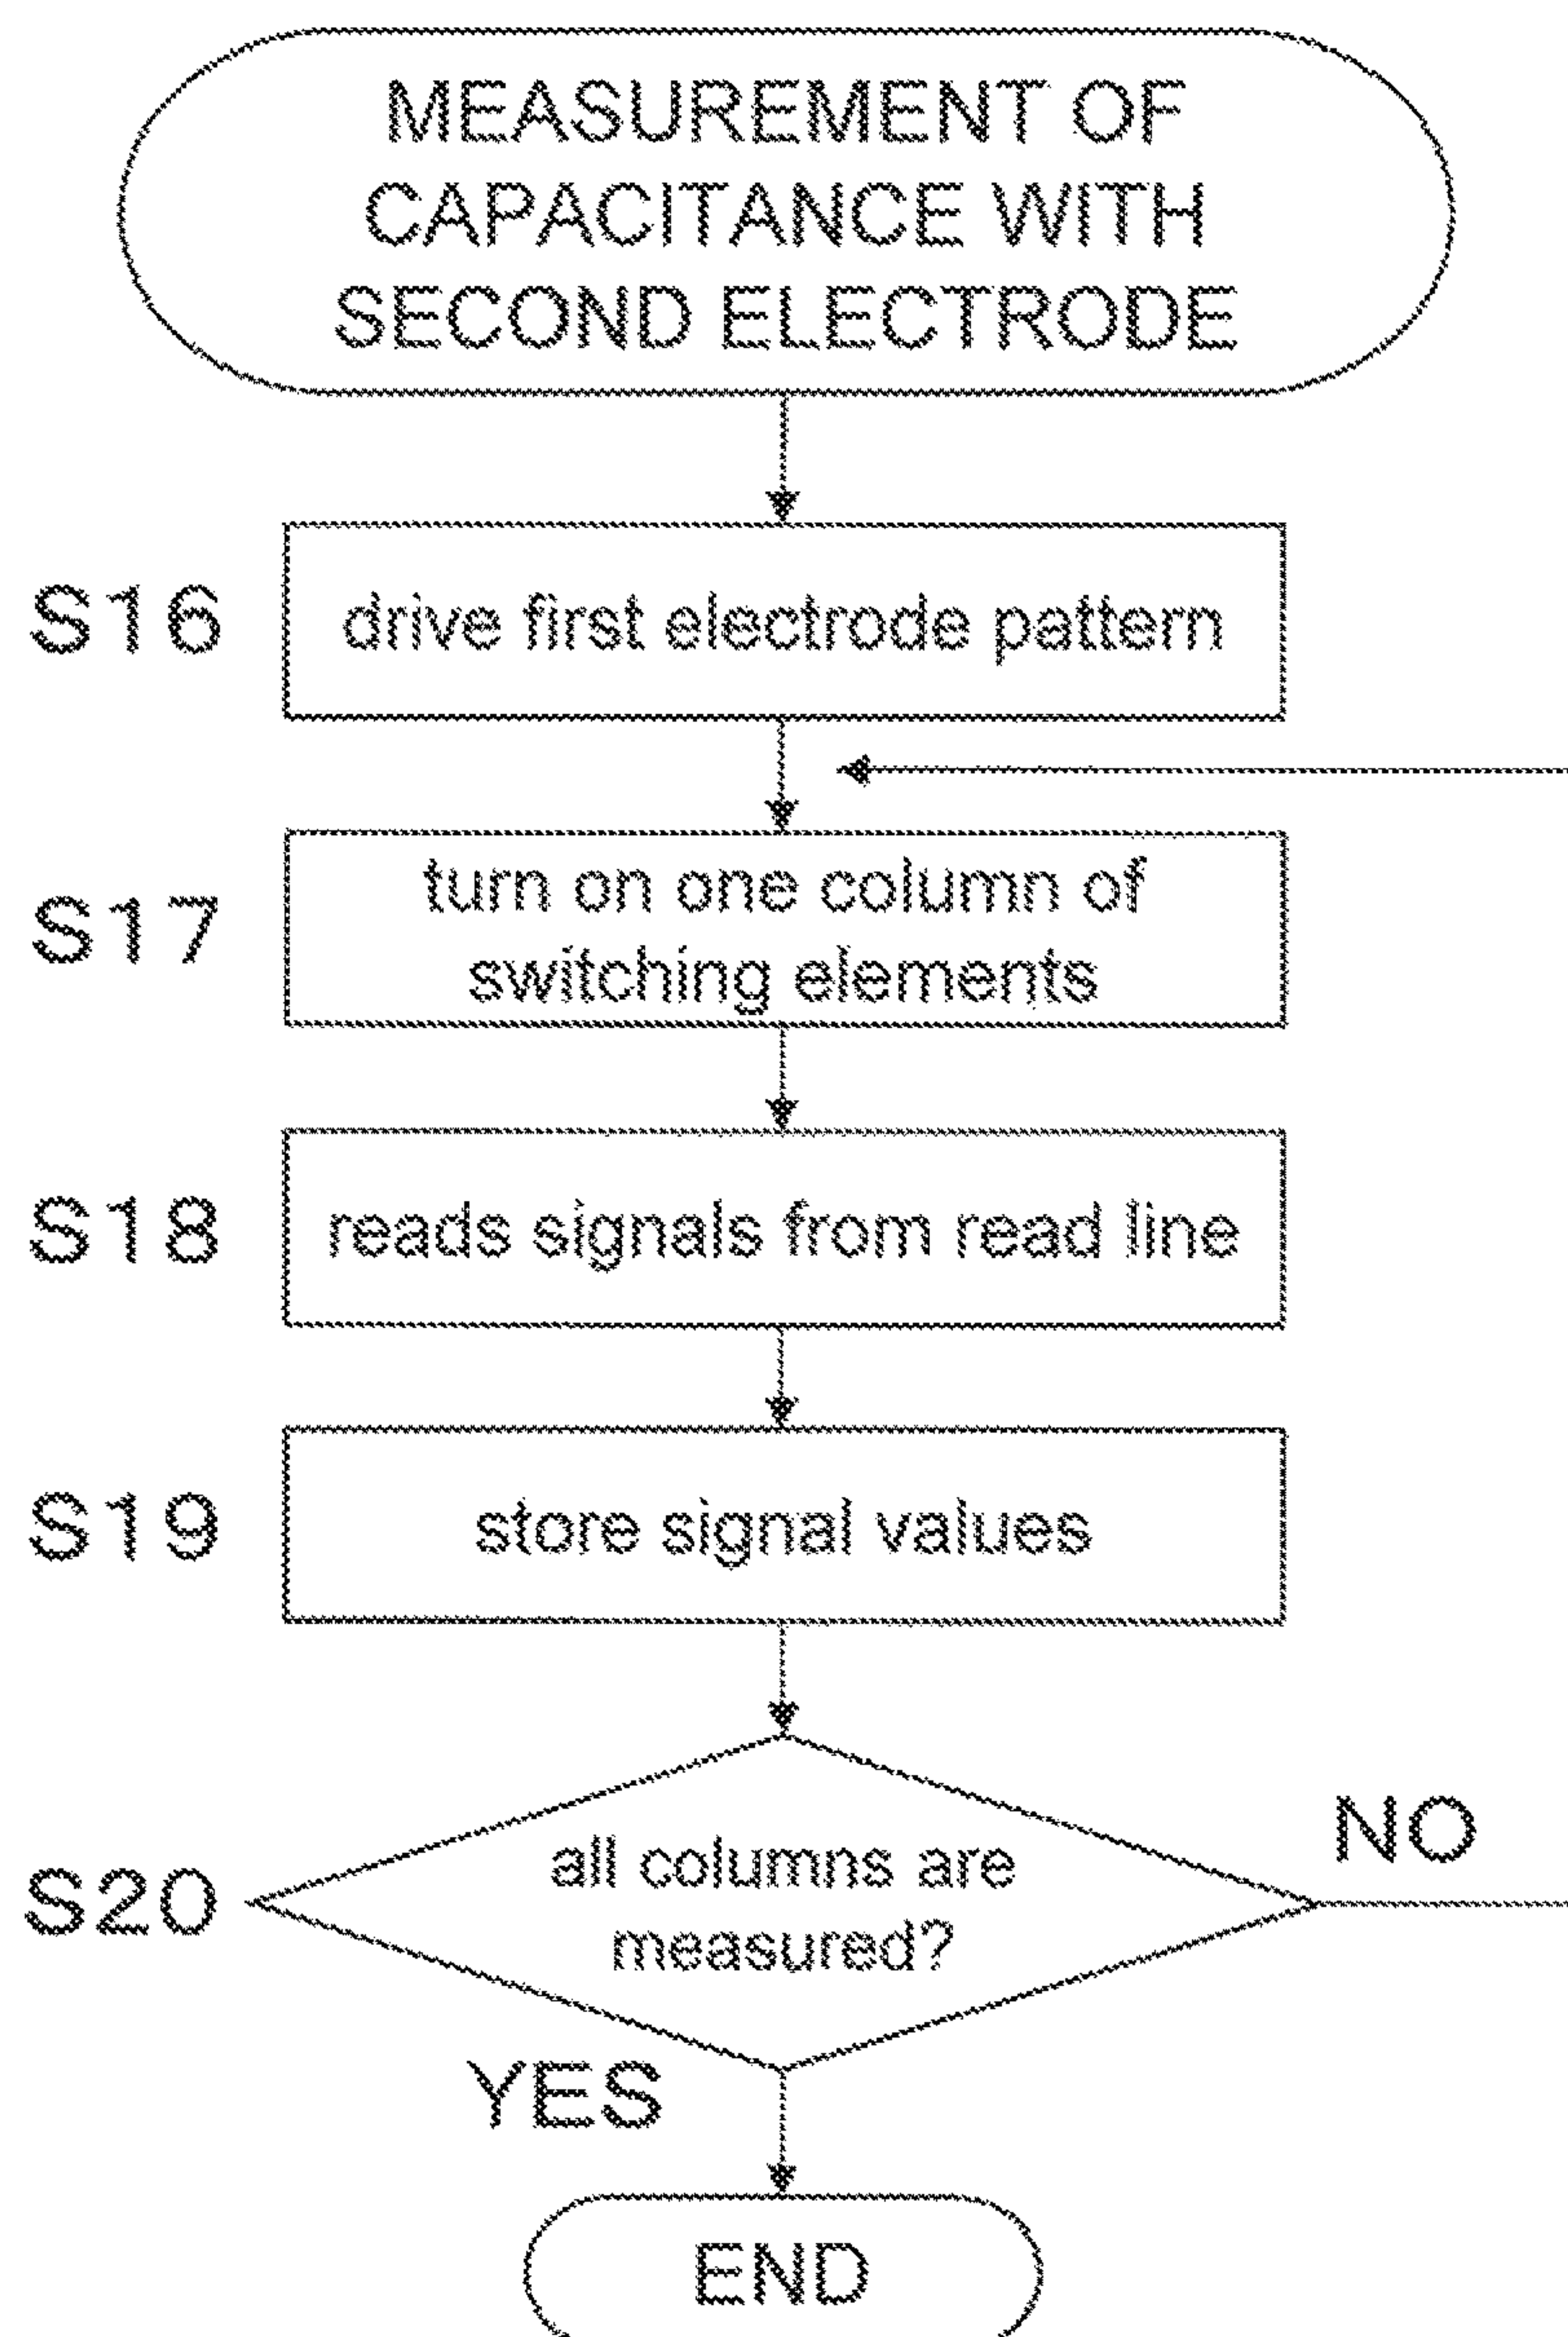 MEASUREMENT OF
CAPACITANCE WITH
SECOND ELECTRODE
S16
drive first electrode pattern
S17
turn on one column of
switching elements
S18
reads signals from read line
S19
store signal values
S20
all columns are
measured?
NO
YES
END